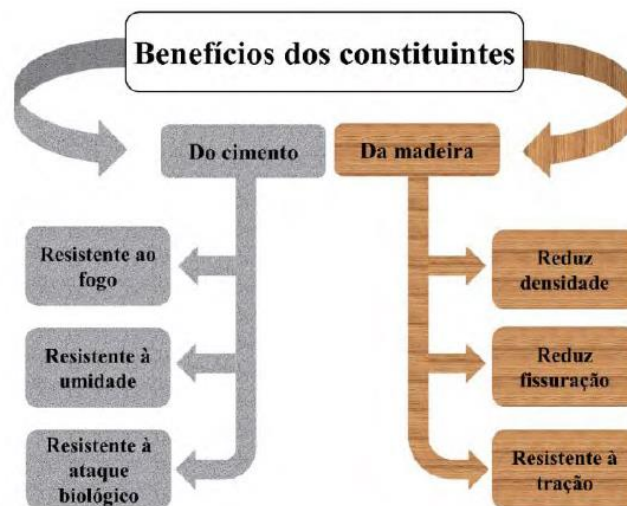 Benefícios dos constituintes
Do cimento
Da madeira
Resistente ao
fogo
Resistente à
umidade
Resistente à
ataque
biológico
Reduz
densidade
Reduz
fissuração
Resistente à
tração